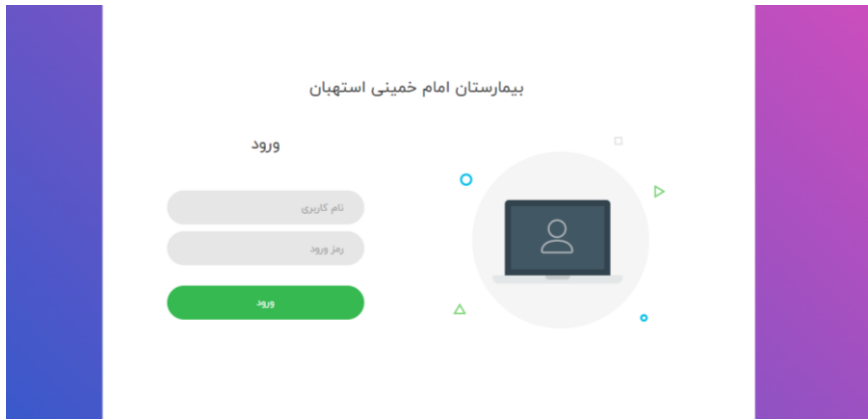 بیمارستان امام خمینی استهبان
ورود
نام کاربری
رمز ورود
ورود